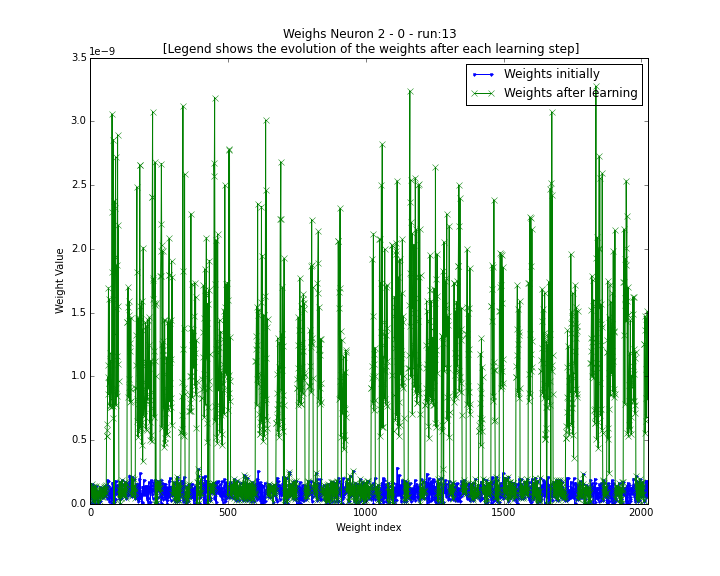 Weighs Neuron 2 - 0 - run:13
[Legend shows the evolution of the weights after each learning step]
1e−9
Weights initially
Weights after learning
3.5
3.0
2.5
2.0
1.5
1.0
0.5
0.0
Weight Value
0 500 1000 1500 2000
Weight index